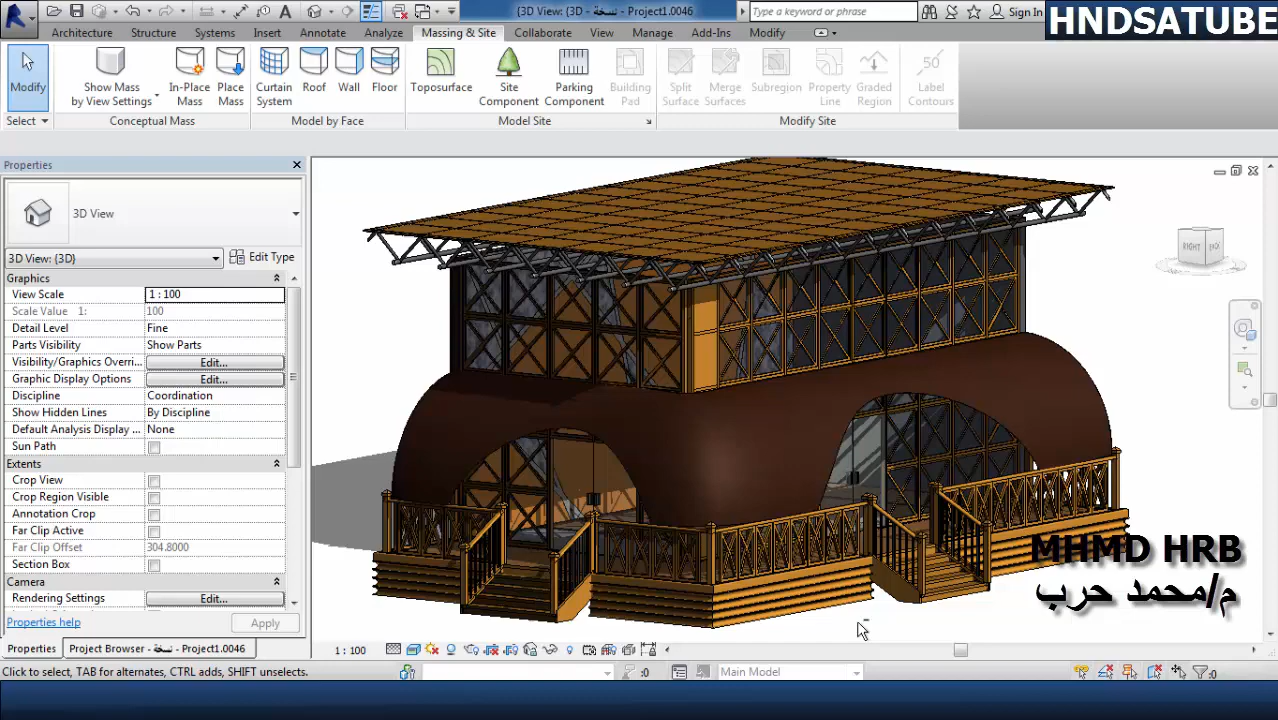 3D View: {3D} - نسخة - Project1.0046
Type a keyword or phrase
Sign In
HNDSATUBE
Architecture Structure Systems Insert Annotate Analyze Massing & Site Collaborate View Manage Add-Ins Modify
Modify
Show Mass
by View Settings
In-Place
Mass
Place
Mass
Curtain
System
Roof
Wall
Floor
Toposurface
Site
Component
Parking
Component
Building
Pad
Split
Surface
Merge
Surfaces
Subregion
Property
Line
Graded
Region
50
Label
Contours
Select
Conceptual Mass
Model by Face
Model Site
Modify Site
Properties
3D View
3D View: {3D}
Edit Type
Graphics
View Scale 1 : 100
Scale Value 1: 100
Detail Level Fine
Parts Visibility Show Parts
Visibility/Graphics Overri... Edit...
Graphic Display Options Edit...
Discipline Coordination
Show Hidden Lines By Discipline
Default Analysis Display ... None
Sun Path
Extents
Crop View
Crop Region Visible
Annotation Crop
Far Clip Active
Far Clip Offset 304.8000
Section Box
Camera
Rendering Settings Edit...
Properties help
Apply
Properties
Project Browser - نسخة - Project1.0046
RIGHT
MHMD HRB
م/محمد حرب
1 : 100
Click to select, TAB for alternates, CTRL adds, SHIFT unselects.
:0
Main Model
:0